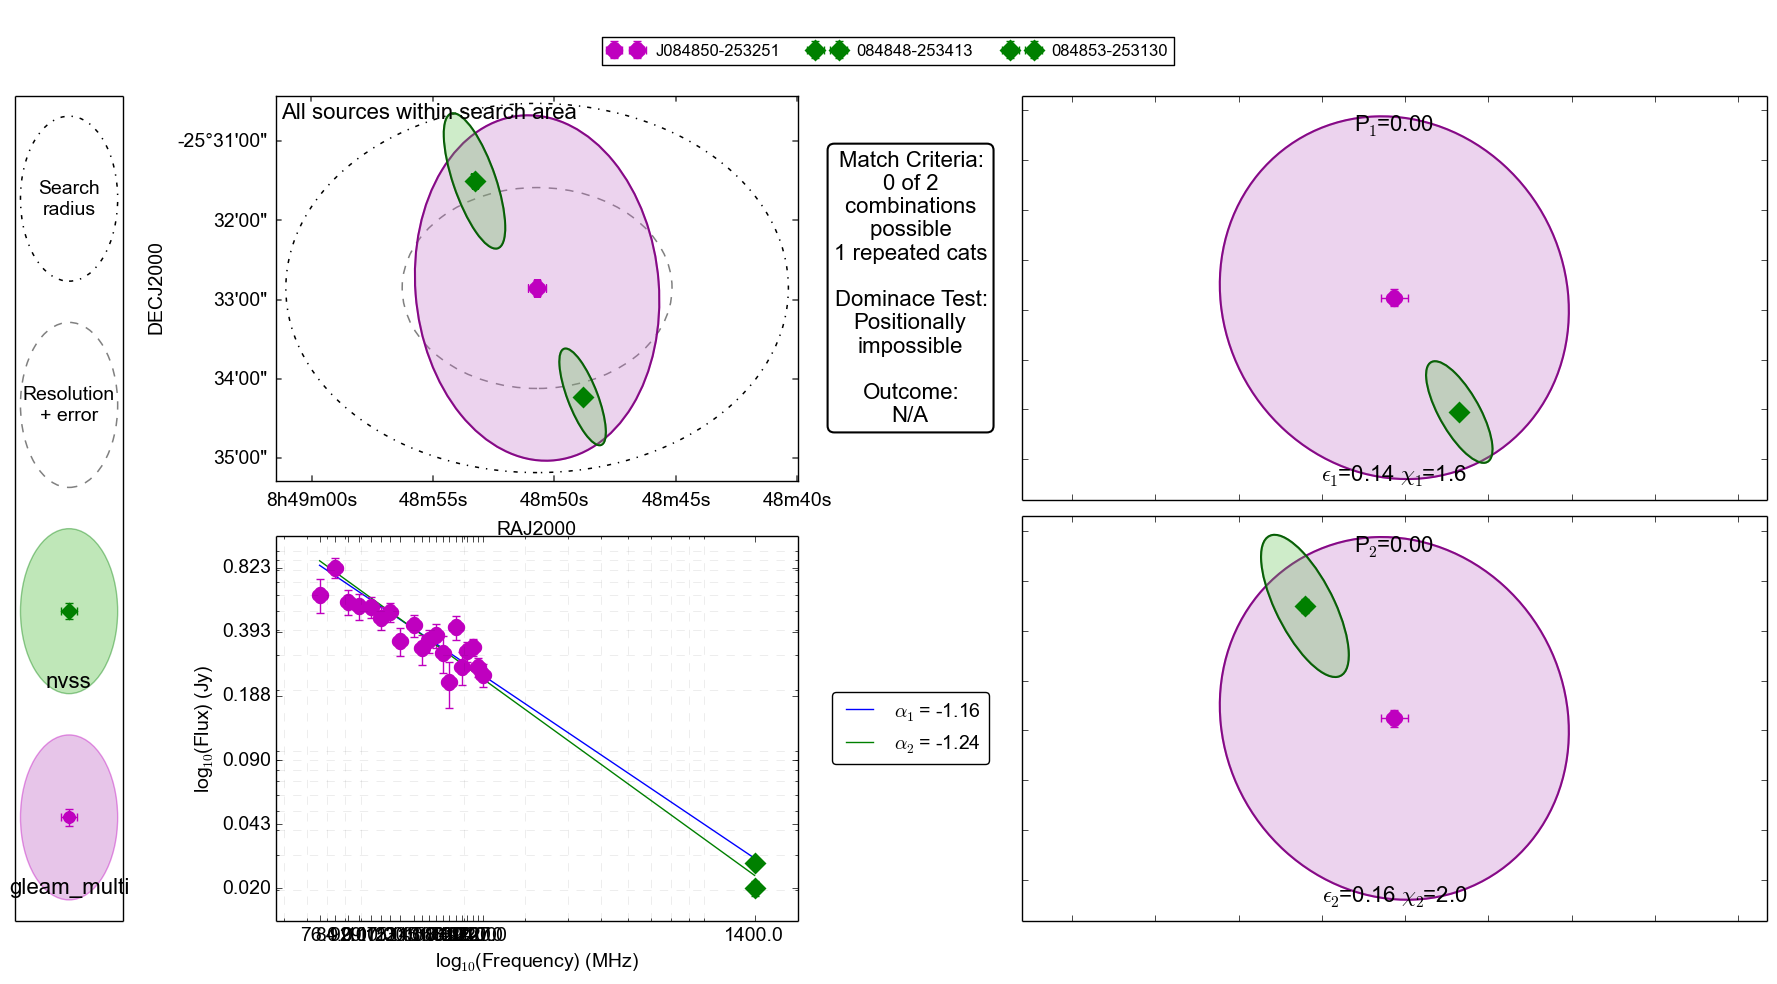 J084850-253251 084848-253413 084853-253130
Search
radius
Resolution
+ error
nvss
gleam_multi
All sources within search area
-25°31'00"
32'00"
33'00"
34'00"
35'00"
DECJ2000
8h49m00s 48m55s 48m50s 48m45s 48m40s
RAJ2000
Match Criteria:
0 of 2
combinations
possible
1 repeated cats
Dominace Test:
Positionally
impossible
Outcome:
N/A
P1=0.00
ϵ1=0.14 χ1=1.6
0.823
0.393
0.188
0.090
0.043
0.020
log10(Flux) (Jy)
1400.0
log10(Frequency) (MHz)
α1 = -1.16
α2 = -1.24
P2=0.00
ϵ2=0.16 χ2=2.0